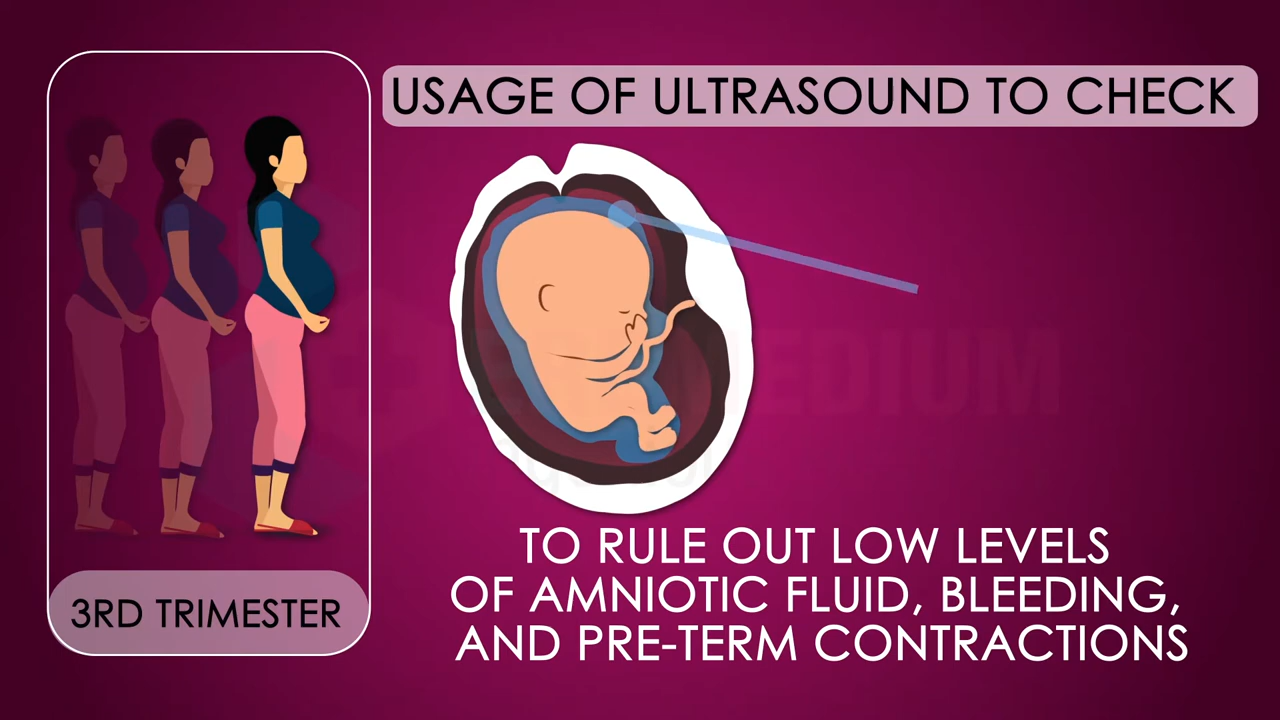 USAGE OF ULTRASOUND TO CHECK
3RD TRIMESTER
TO RULE OUT LOW LEVELS
OF AMNIOTIC FLUID, BLEEDING,
AND PRE-TERM CONTRACTIONS